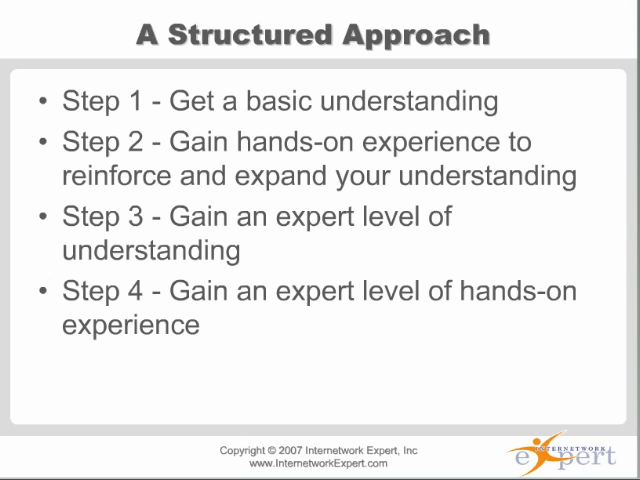 A Structured Approach
• Step 1 - Get a basic understanding
• Step 2 - Gain hands-on experience to
reinforce and expand your understanding
• Step 3 - Gain an expert level of
understanding
• Step 4 - Gain an expert level of hands-on
experience
Copyright © 2007 Internetwork Expert, Inc
www.InternetworkExpert.com
INTERNETWORK
expert